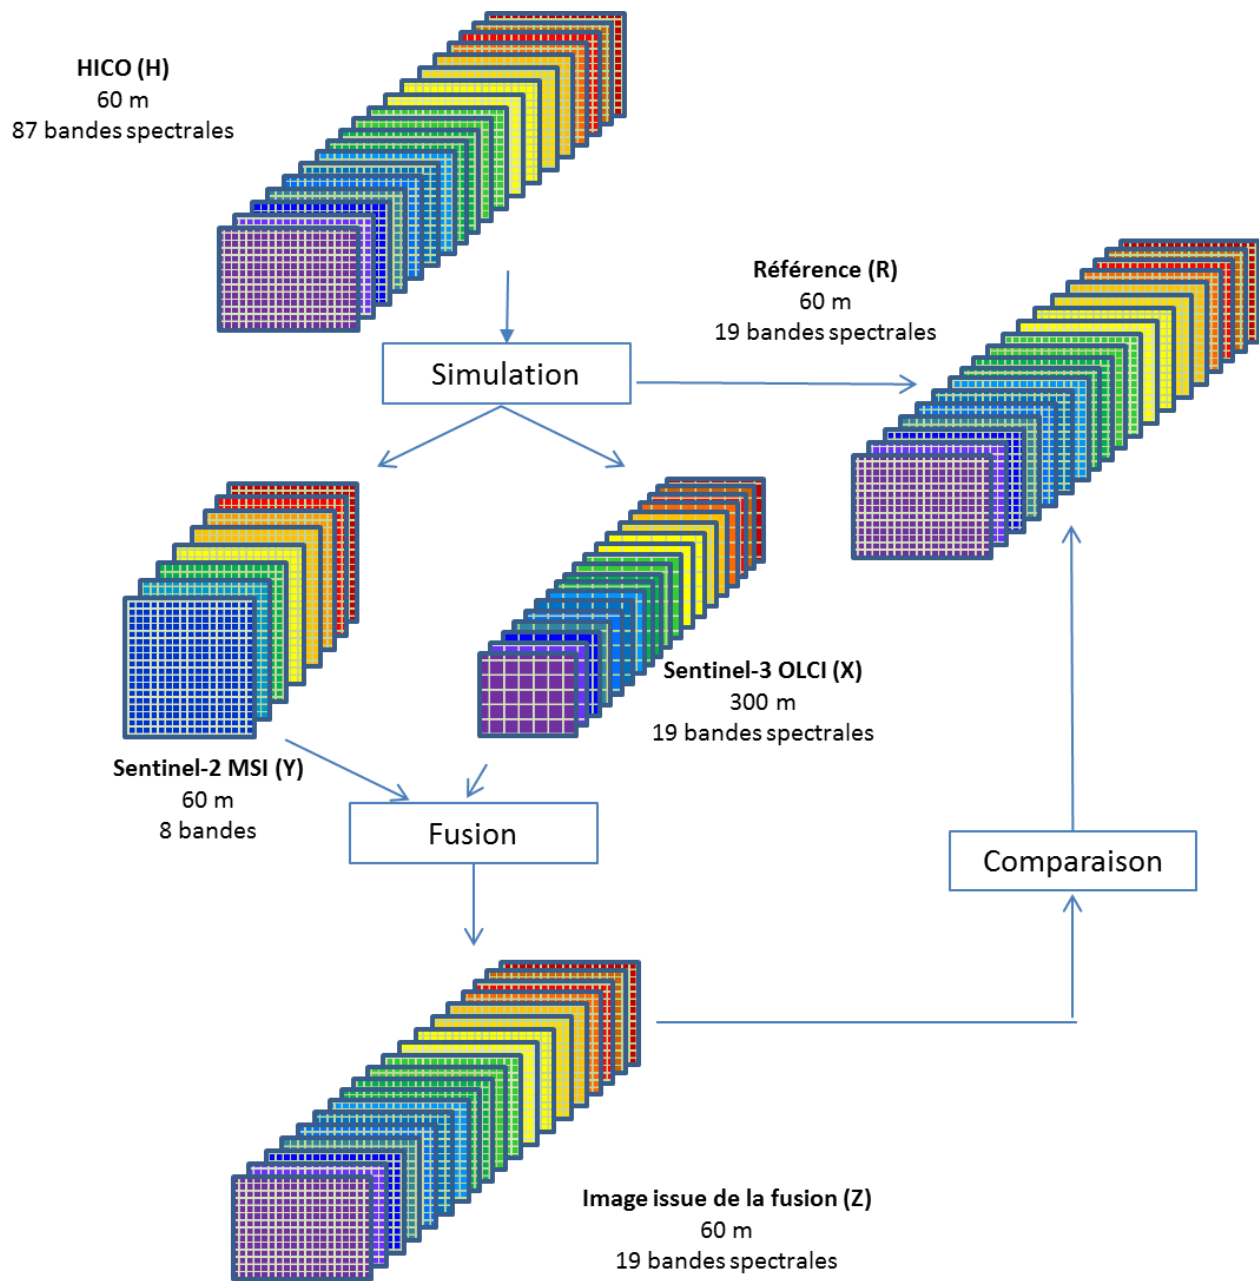 HICO (H)
60 m
87 bandes spectrales
Référence (R)
60 m
19 bandes spectrales
Simulation
Sentinel-3 OLCI (X)
300 m
19 bandes spectrales
Sentinel-2 MSI (Y)
60 m
8 bandes
Fusion
Comparaison
Image issue de la fusion (Z)
60 m
19 bandes spectrales